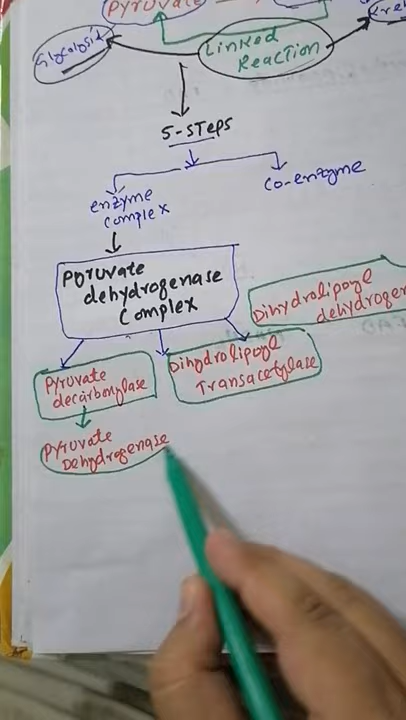 Pyruvate
Linked
Reaction
Glycolysis
5-STeps
enzyme
complex
Co-enzyme
Pyruvate
dehydrogenase
Complex
Dihydrolipoyl
Pyruvate
decarboxylase
Dihydrolipoyl
Transacetylase
Pyruvate
Dehydrogenase